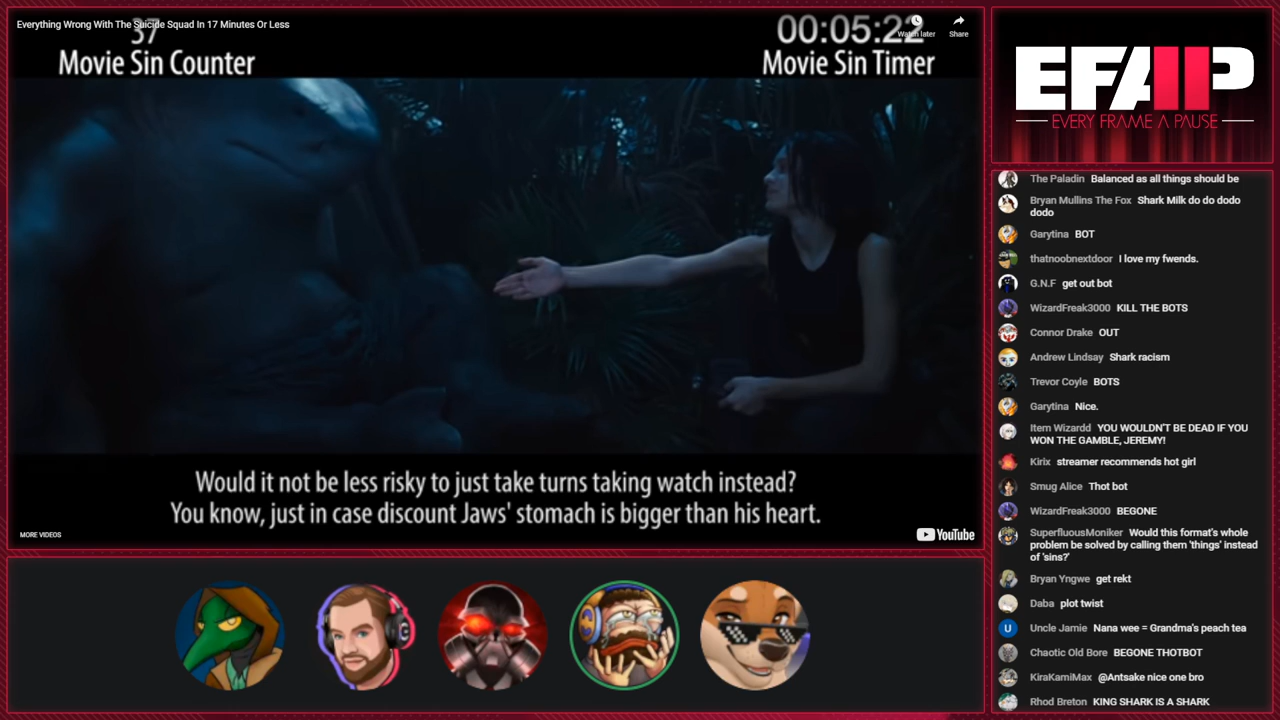 Everything Wrong With The Suicide Squad In 17 Minutes Or Less
37
Movie Sin Counter
00:05:22
Movie Sin Timer
Watch later
Share
Would it not be less risky to just take turns taking watch instead?
You know, just in case discount Jaws' stomach is bigger than his heart.
MORE VIDEOS
YouTube
EFAP
EVERY FRAME A PAUSE
The Paladin Balanced as all things should be
Bryan Mullins The Fox Shark Milk do do dodo
dodo
Garytina BOT
thatnoobnextdoor I love my fwends.
G.N.F get out bot
WizardFreak3000 KILL THE BOTS
Connor Drake OUT
Andrew Lindsay Shark racism
Trevor Coyle BOTS
Garytina Nice.
Item Wizardd YOU WOULDN'T BE DEAD IF YOU
WON THE GAMBLE, JEREMY!
Kirix streamer recommends hot girl
Smug Alice Thot bot
WizardFreak3000 BEGONE
SuperfluousMoniker Would this format's whole
problem be solved by calling them 'things' instead
of 'sins?'
Bryan Yngwe get rekt
Daba plot twist
U
Uncle Jamie Nana wee = Grandma's peach tea
Chaotic Old Bore BEGONE THOTBOT
KiraKamiMax @Antsake nice one bro
Rhod Breton KING SHARK IS A SHARK